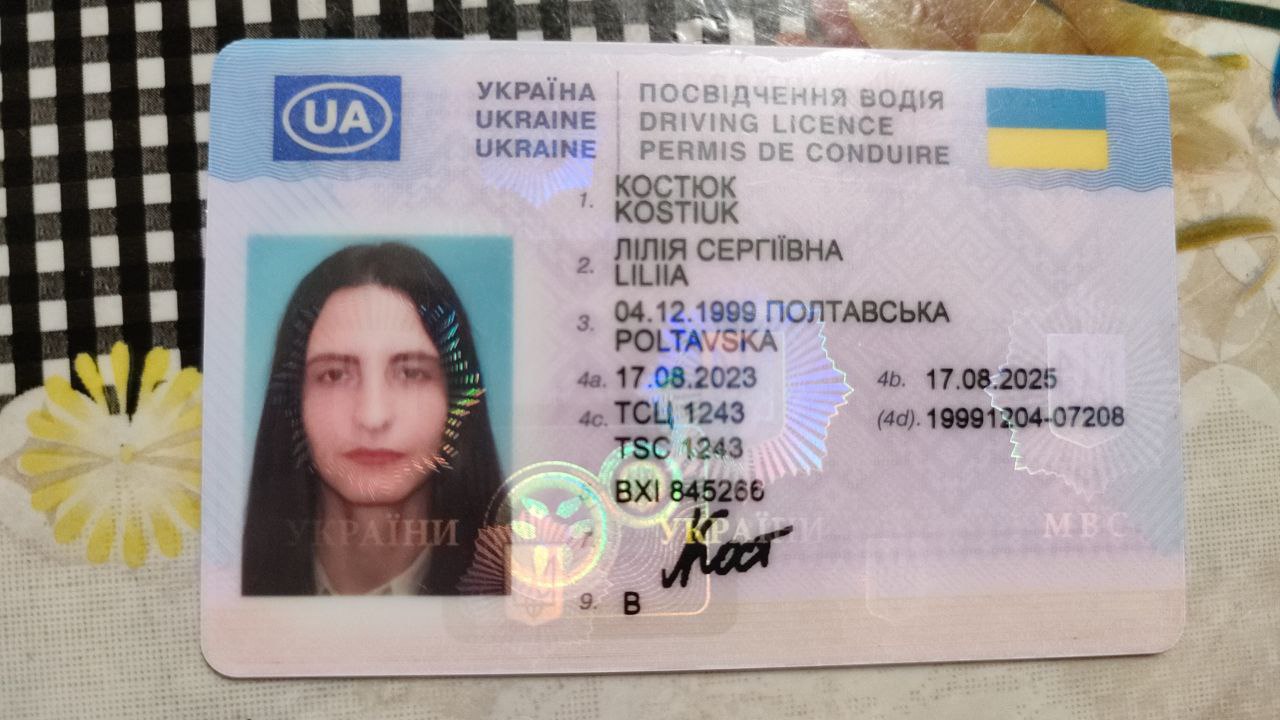 UA
УКРАЇНА
UKRAINE
UKRAINE
ПОСВІДЧЕННЯ ВОДІЯ
DRIVING LICENCE
PERMIS DE CONDUIRE
1. КОСТЮК
KOSTIUK
2. ЛІЛІЯ СЕРГІЇВНА
LILIIA
3. 04.12.1999 ПОЛТАВСЬКА
POLTAVSKA
4a. 17.08.2023 4b. 17.08.2025
4c. ТСЦ 1243 (4d). 19991204-07208
TSC 1243
5. BXI 845266
7. Кост
9. B
УКРАЇНИ УКРАЇНИ МВС